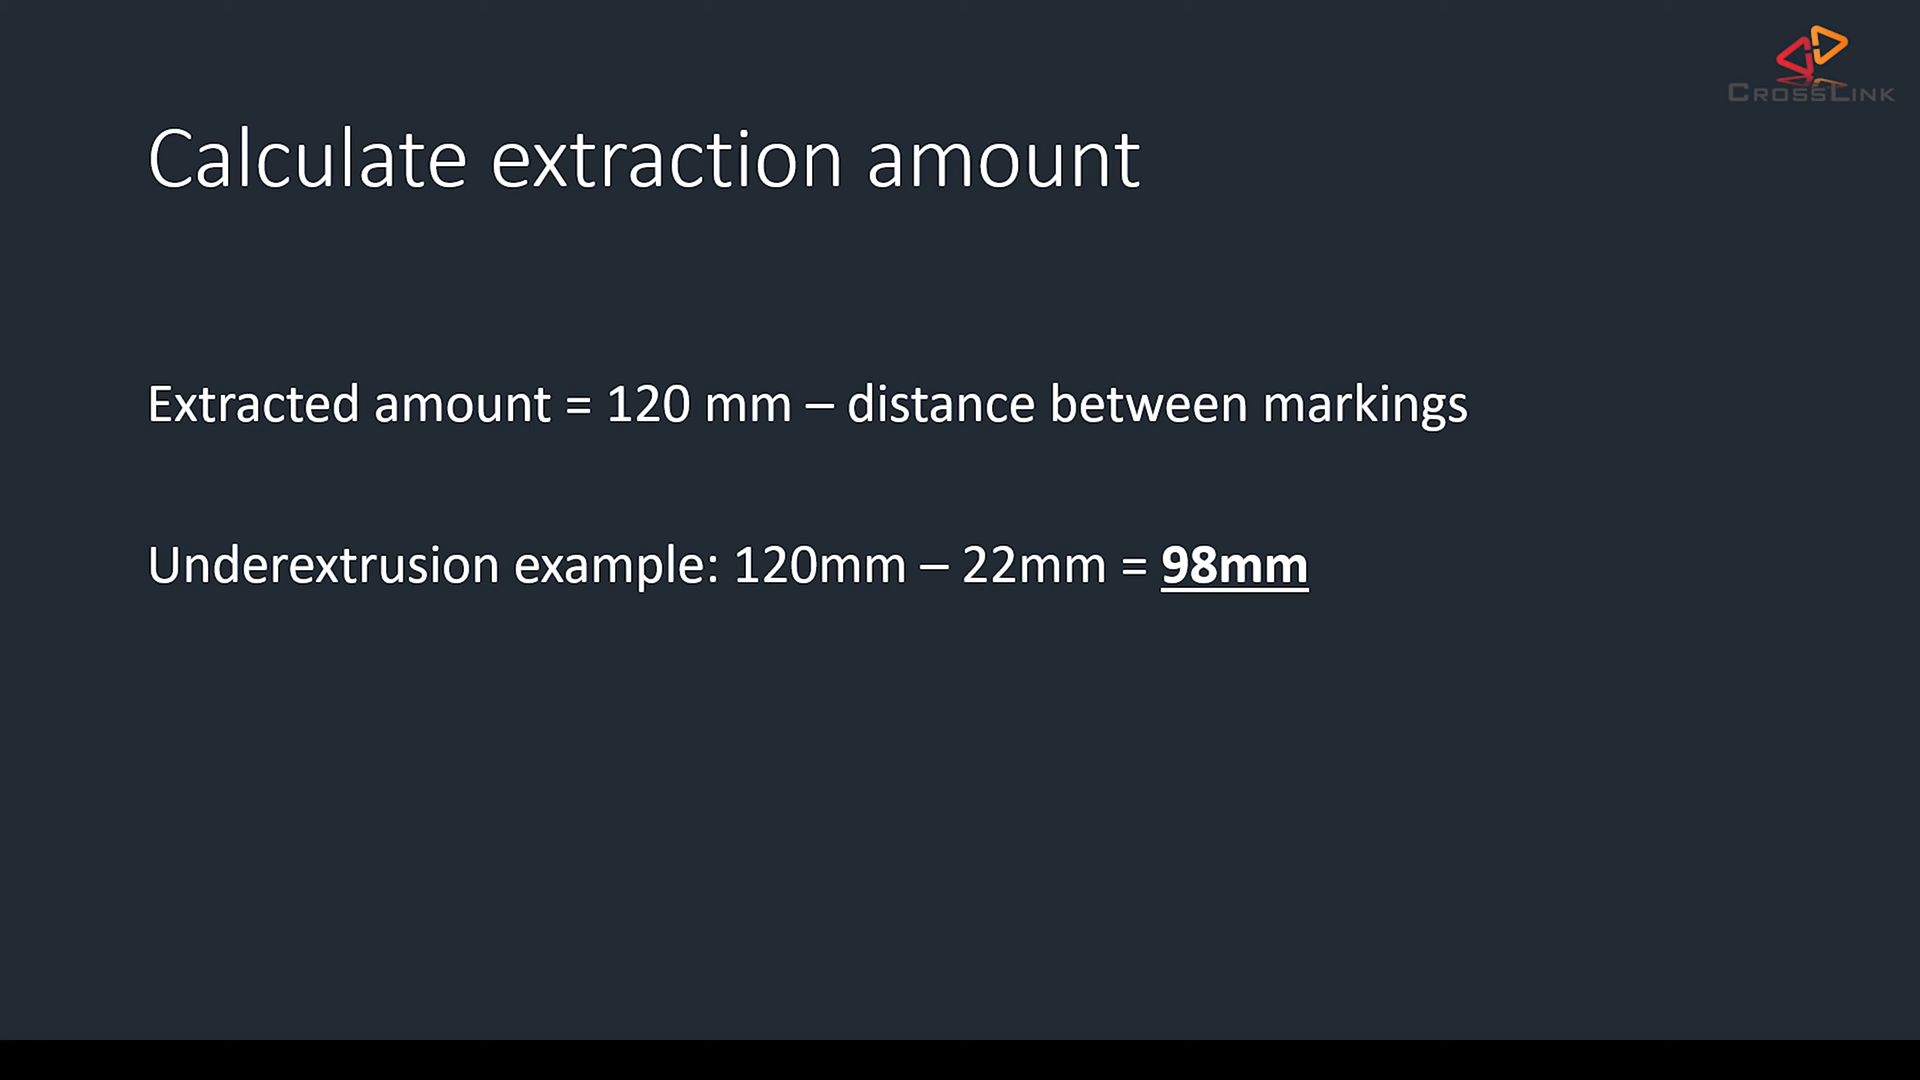 CROSSLINK
Calculate extraction amount
Extracted amount = 120 mm – distance between markings
Underextrusion example: 120mm – 22mm = 98mm